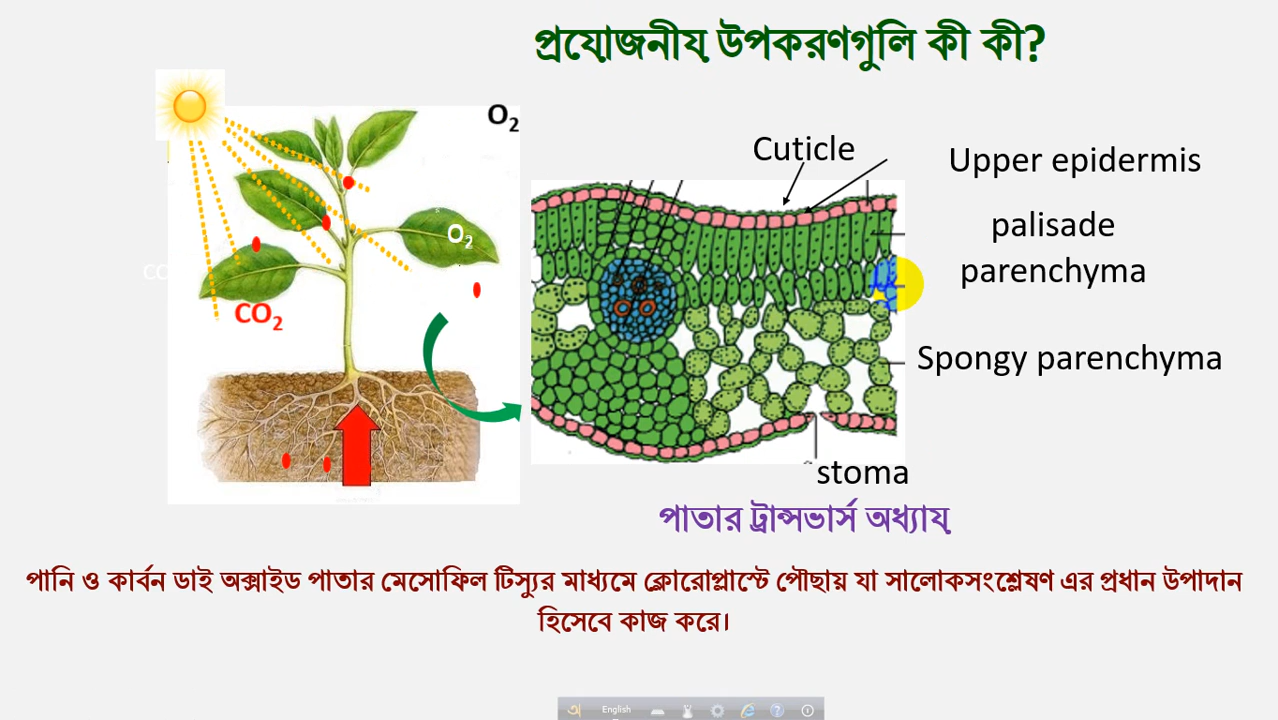 প্রয়োজনীয় উপকরণগুলি কী কী?
O2
Cuticle
Upper epidermis
palisade
parenchyma
O2
CO2
Spongy parenchyma
stoma
পাতার ট্রান্সভার্স অধ্যায়
পানি ও কার্বন ডাই অক্সাইড পাতার মেসোফিল টিস্যুর মাধ্যমে ক্লোরোপ্লাস্টে পৌছায় যা সালোকসংশ্লেষণ এর প্রধান উপাদান
হিসেবে কাজ করে।
অ English